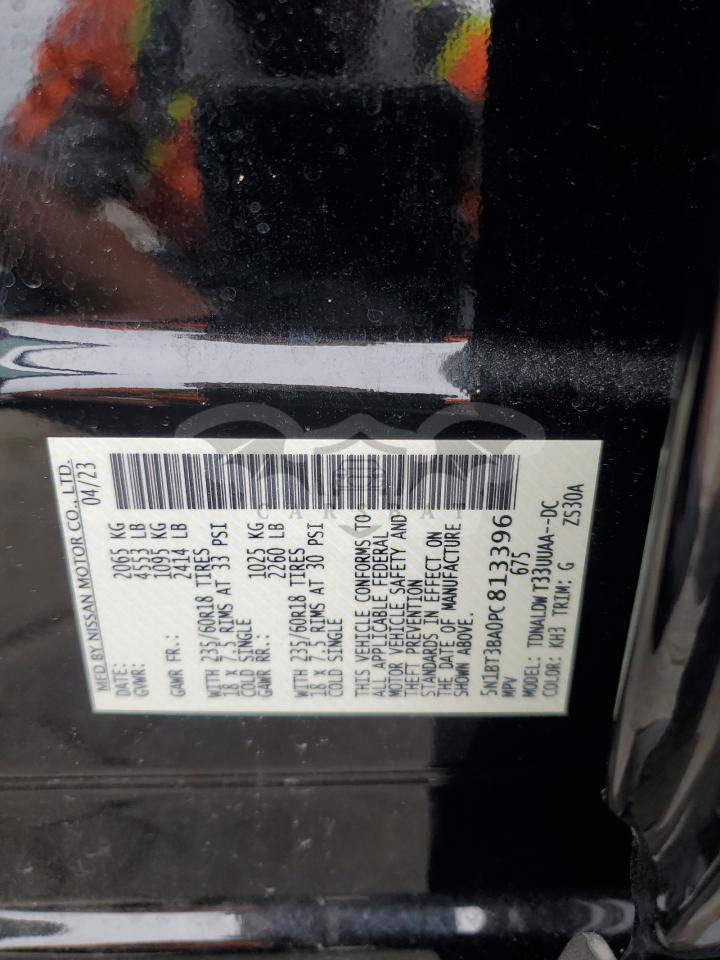 MFD BY NISSAN MOTOR CO., LTD.
DATE: 04/23
GVWR: 2065 KG
4553 LB
GAWR FR.: 1095 KG
2414 LB
WITH 235/60R18 TIRES
18 x 7.5 RIMS AT 33 PSI
COLD SINGLE
GAWR RR.: 1025 KG
2260 LB
WITH 235/60R18 TIRES
18 x 7.5 RIMS AT 30 PSI
COLD SINGLE
THIS VEHICLE CONFORMS TO
ALL APPLICABLE FEDERAL
MOTOR VEHICLE SAFETY AND
THEFT PREVENTION
STANDARDS IN EFFECT ON
THE DATE OF MANUFACTURE
SHOWN ABOVE.
5N1BT3BA0PC813396
MPV 675
MODEL: TDNALDWT33UUAA--DC
COLOR: KH3 TRIM: G ZS30A